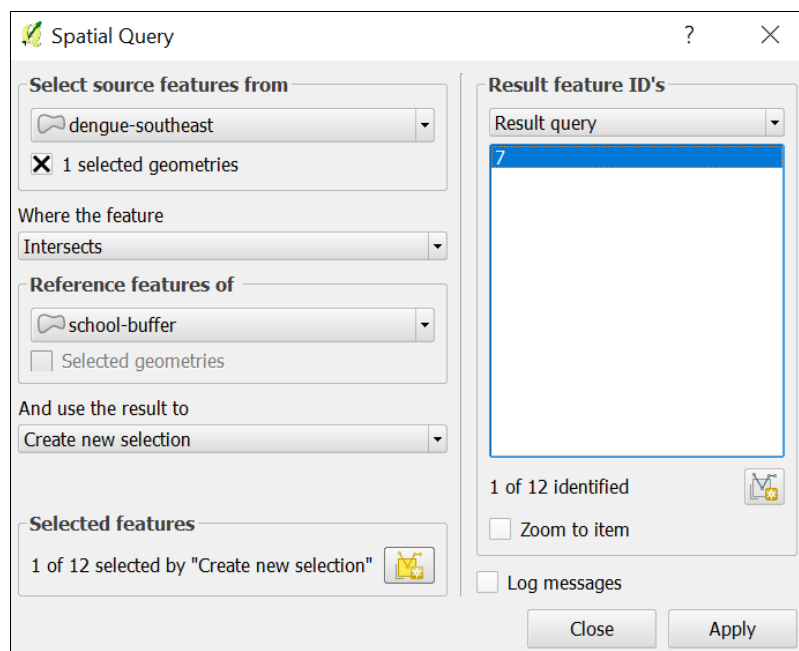 Spatial Query
?
Select source features from
dengue-southeast
1 selected geometries
Where the feature
Intersects
Reference features of
school-buffer
Selected geometries
And use the result to
Create new selection
Selected features
1 of 12 selected by "Create new selection"
Result feature ID's
Result query
7
1 of 12 identified
Zoom to item
Log messages
Close
Apply